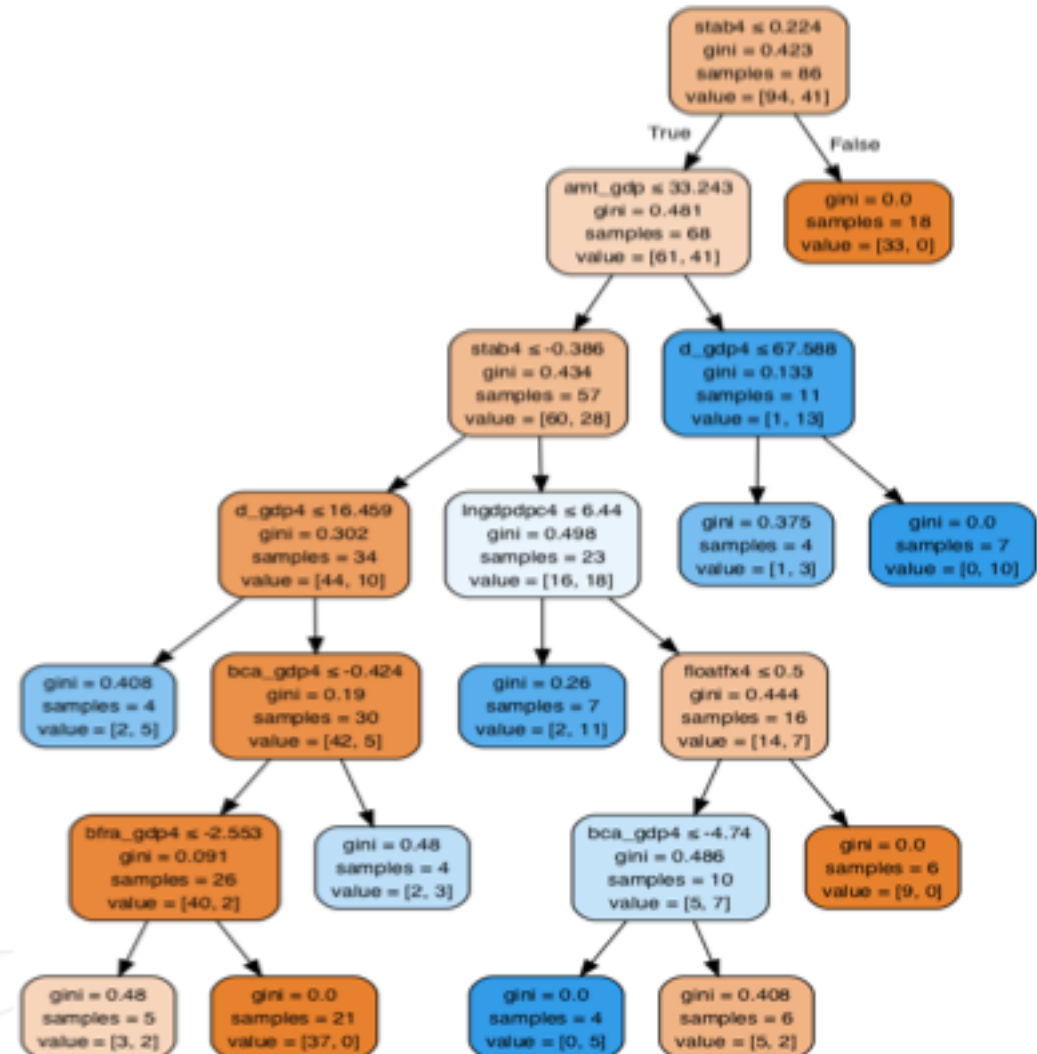 stab4 ≤ 0.224
gini = 0.423
samples = 86
value = [94, 41]
True
False
amt_gdp ≤ 33.243
gini = 0.481
samples = 68
value = [61, 41]
gini = 0.0
samples = 18
value = [33, 0]
stab4 ≤ -0.386
gini = 0.434
samples = 57
value = [60, 28]
d_gdp4 ≤ 67.588
gini = 0.133
samples = 11
value = [1, 13]
d_gdp4 ≤ 16.459
gini = 0.302
samples = 34
value = [44, 10]
lngdpdpc4 ≤ 6.44
gini = 0.498
samples = 23
value = [16, 18]
gini = 0.375
samples = 4
value = [1, 3]
gini = 0.0
samples = 7
value = [0, 10]
gini = 0.408
samples = 4
value = [2, 5]
bca_gdp4 ≤ -0.424
gini = 0.19
samples = 30
value = [42, 5]
gini = 0.26
samples = 7
value = [2, 11]
floatfx4 ≤ 0.5
gini = 0.444
samples = 16
value = [14, 7]
bfra_gdp4 ≤ -2.553
gini = 0.091
samples = 26
value = [40, 2]
gini = 0.48
samples = 4
value = [2, 3]
bca_gdp4 ≤ -4.74
gini = 0.486
samples = 10
value = [5, 7]
gini = 0.0
samples = 6
value = [9, 0]
gini = 0.48
samples = 5
value = [3, 2]
gini = 0.0
samples = 21
value = [37, 0]
gini = 0.0
samples = 4
value = [0, 5]
gini = 0.408
samples = 6
value = [5, 2]